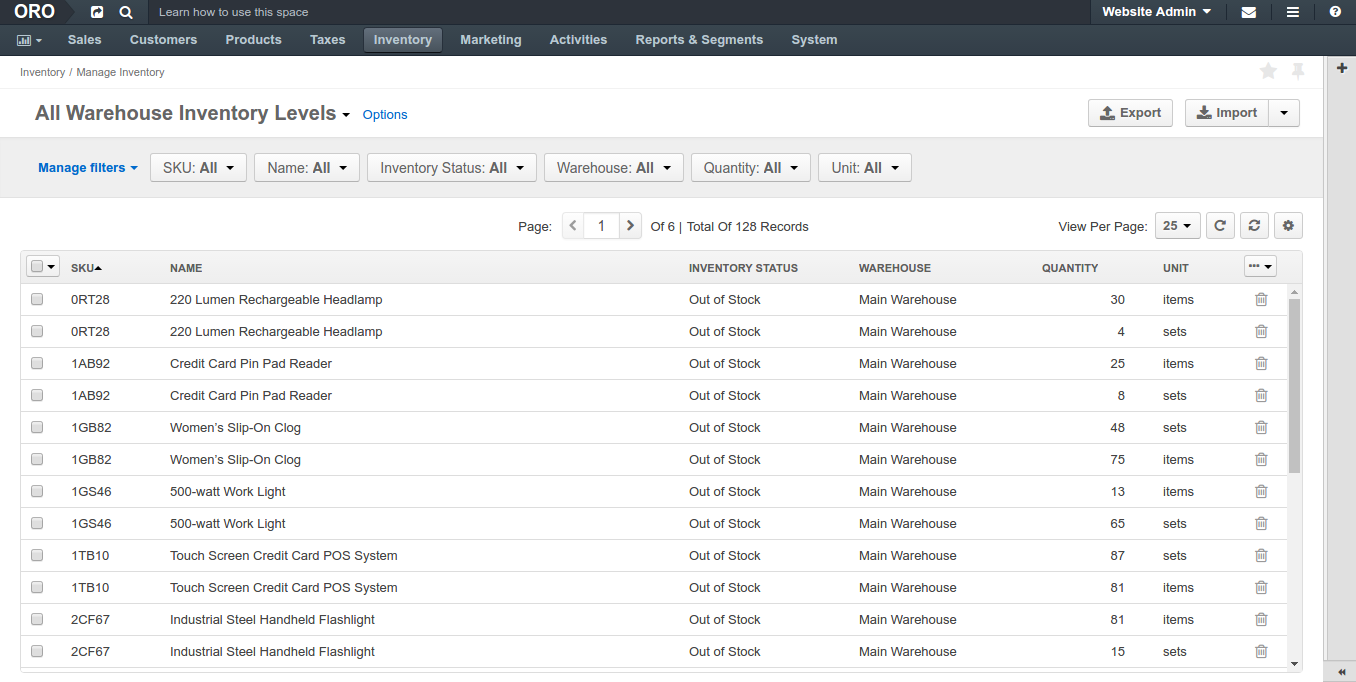 ORO Learn how to use this space Website Admin
Sales Customers Products Taxes Inventory Marketing Activities Reports & Segments System
Inventory / Manage Inventory
All Warehouse Inventory Levels Options Export Import
Manage filters SKU: All Name: All Inventory Status: All Warehouse: All Quantity: All Unit: All
Page: 1 Of 6 | Total Of 128 Records View Per Page: 25
SKU NAME INVENTORY STATUS WAREHOUSE QUANTITY UNIT
0RT28 220 Lumen Rechargeable Headlamp Out of Stock Main Warehouse 30 items
0RT28 220 Lumen Rechargeable Headlamp Out of Stock Main Warehouse 4 sets
1AB92 Credit Card Pin Pad Reader Out of Stock Main Warehouse 25 items
1AB92 Credit Card Pin Pad Reader Out of Stock Main Warehouse 8 sets
1GB82 Women’s Slip-On Clog Out of Stock Main Warehouse 48 sets
1GB82 Women’s Slip-On Clog Out of Stock Main Warehouse 75 items
1GS46 500-watt Work Light Out of Stock Main Warehouse 13 items
1GS46 500-watt Work Light Out of Stock Main Warehouse 65 sets
1TB10 Touch Screen Credit Card POS System Out of Stock Main Warehouse 87 sets
1TB10 Touch Screen Credit Card POS System Out of Stock Main Warehouse 81 items
2CF67 Industrial Steel Handheld Flashlight Out of Stock Main Warehouse 81 items
2CF67 Industrial Steel Handheld Flashlight Out of Stock Main Warehouse 15 sets